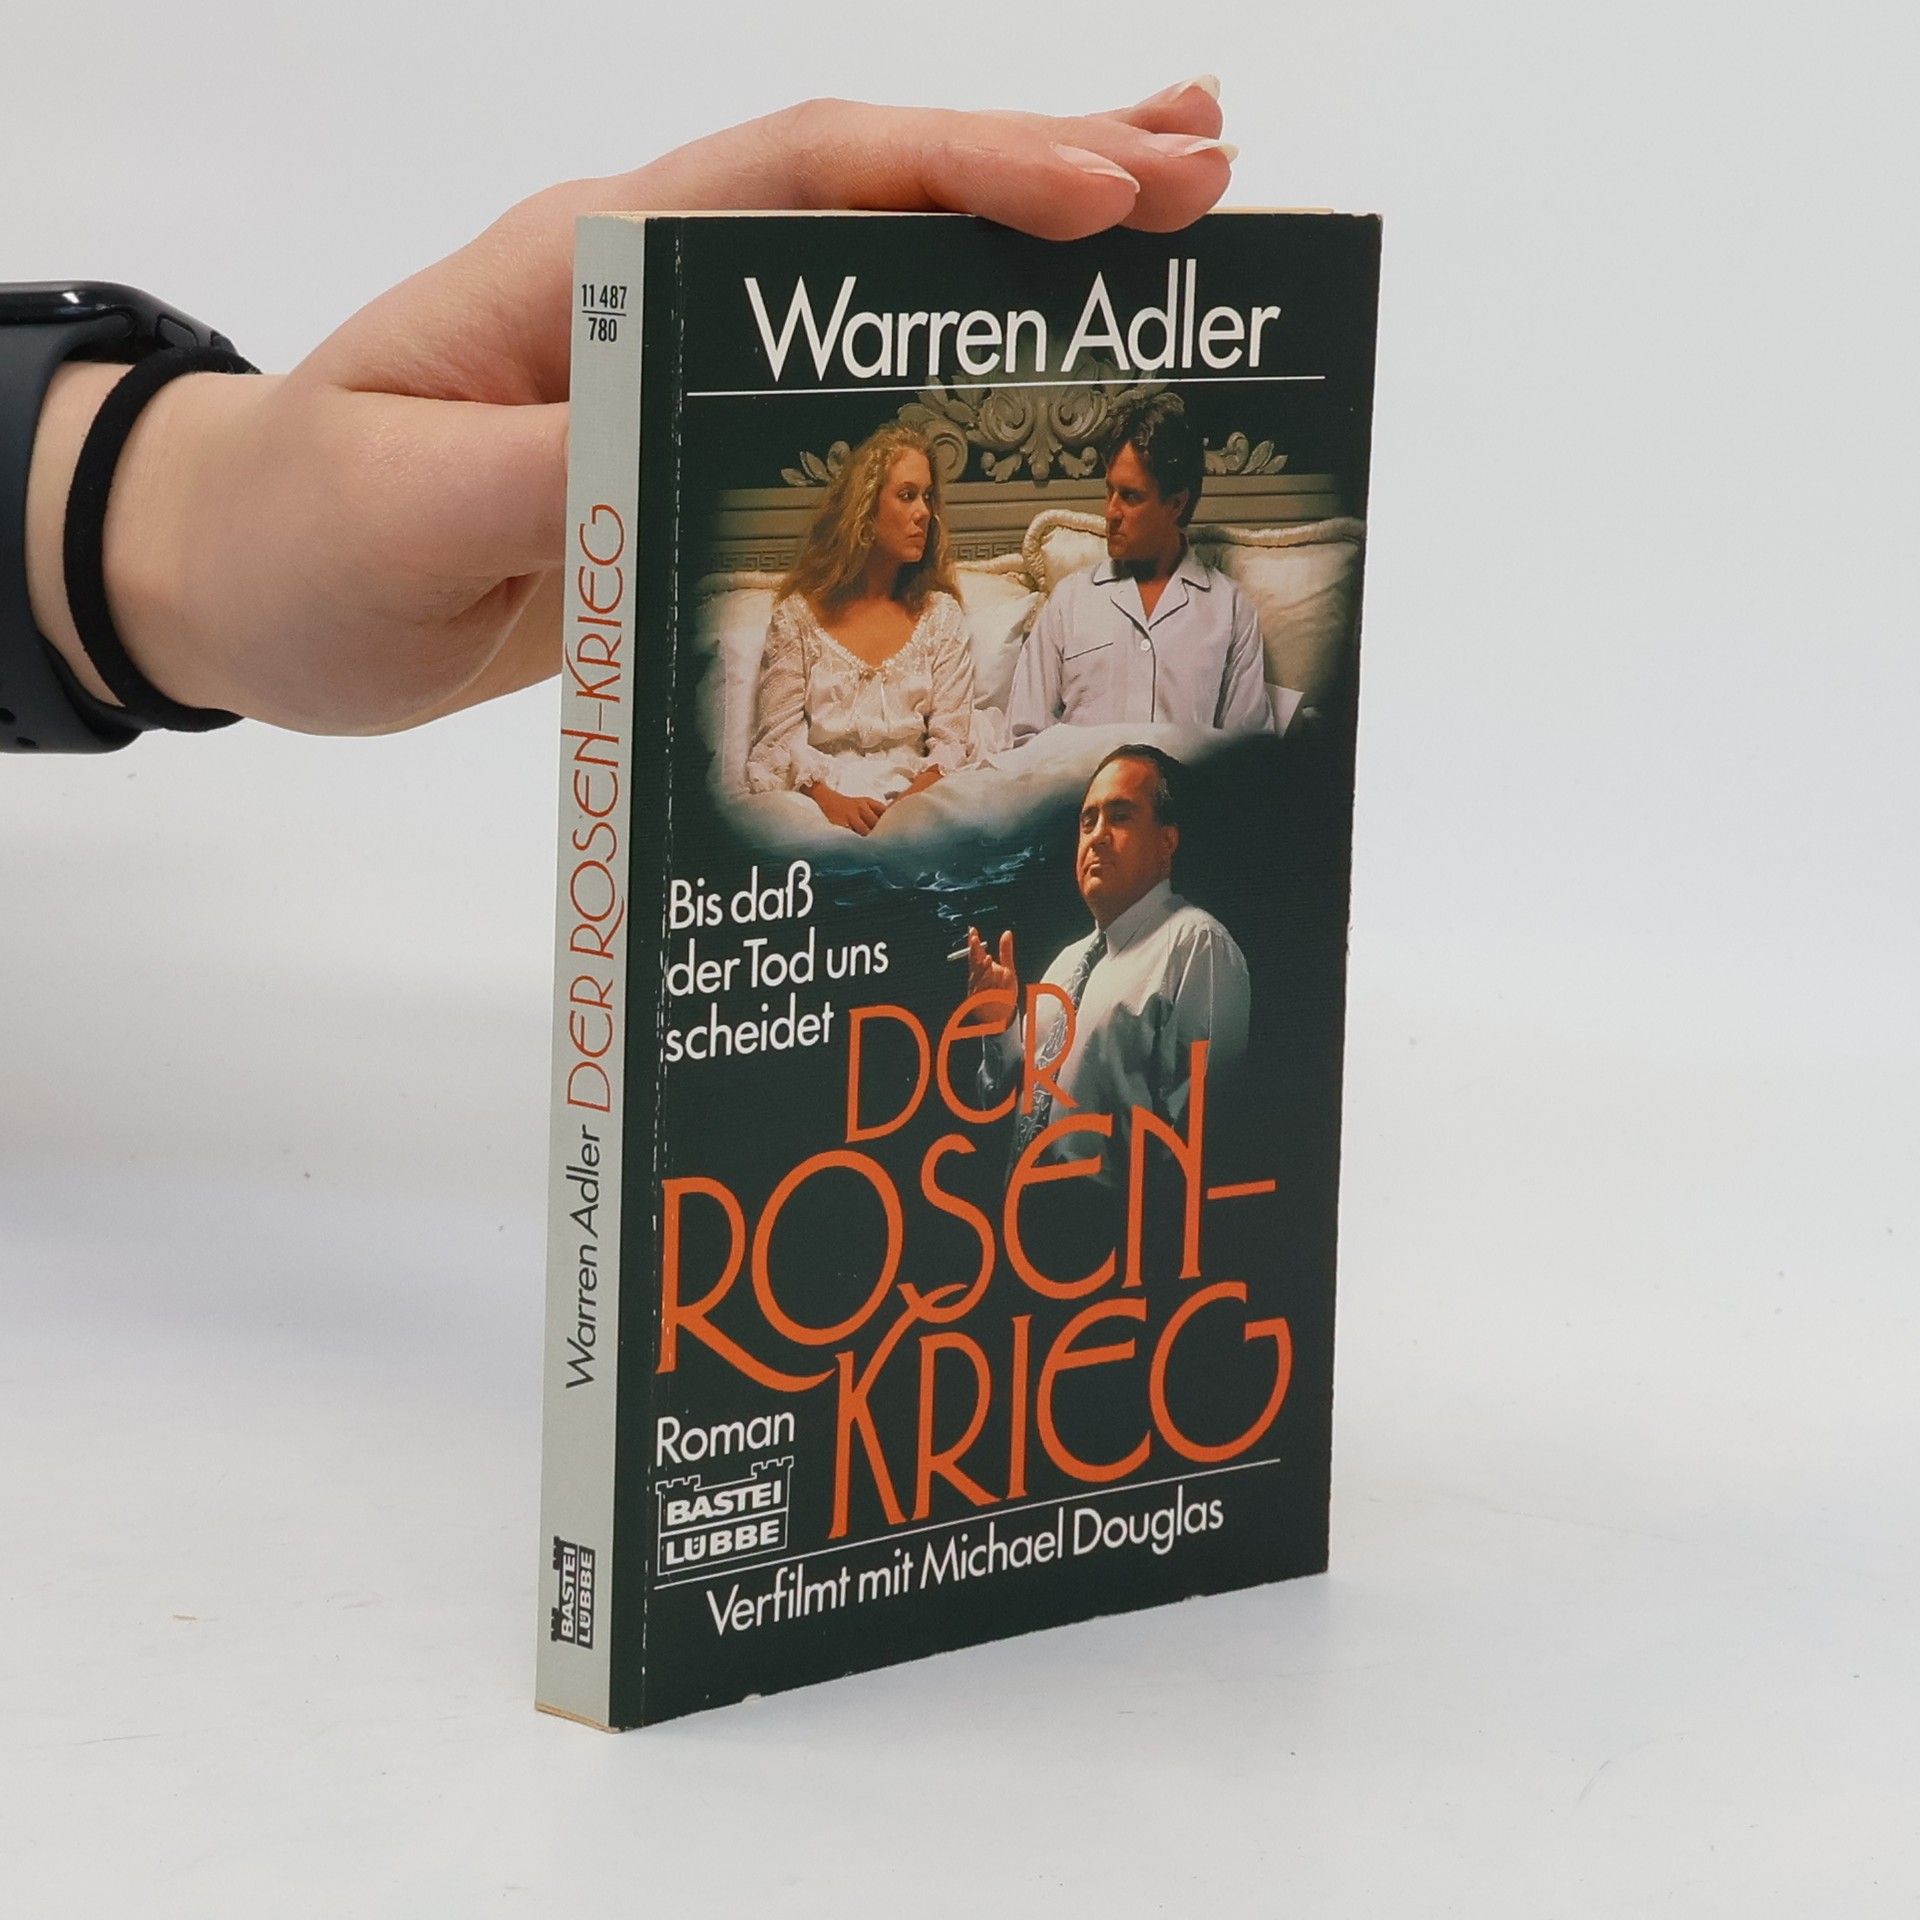 11 487
780
Warren Adler DER ROSEN-KRIEG
BASTEI
LÜBBE
Warren Adler
Bis daß
der Tod uns
scheidet
DER
ROSEN-
KRIEG
Roman
BASTEI
LÜBBE
Verfilmt mit Michael Douglas